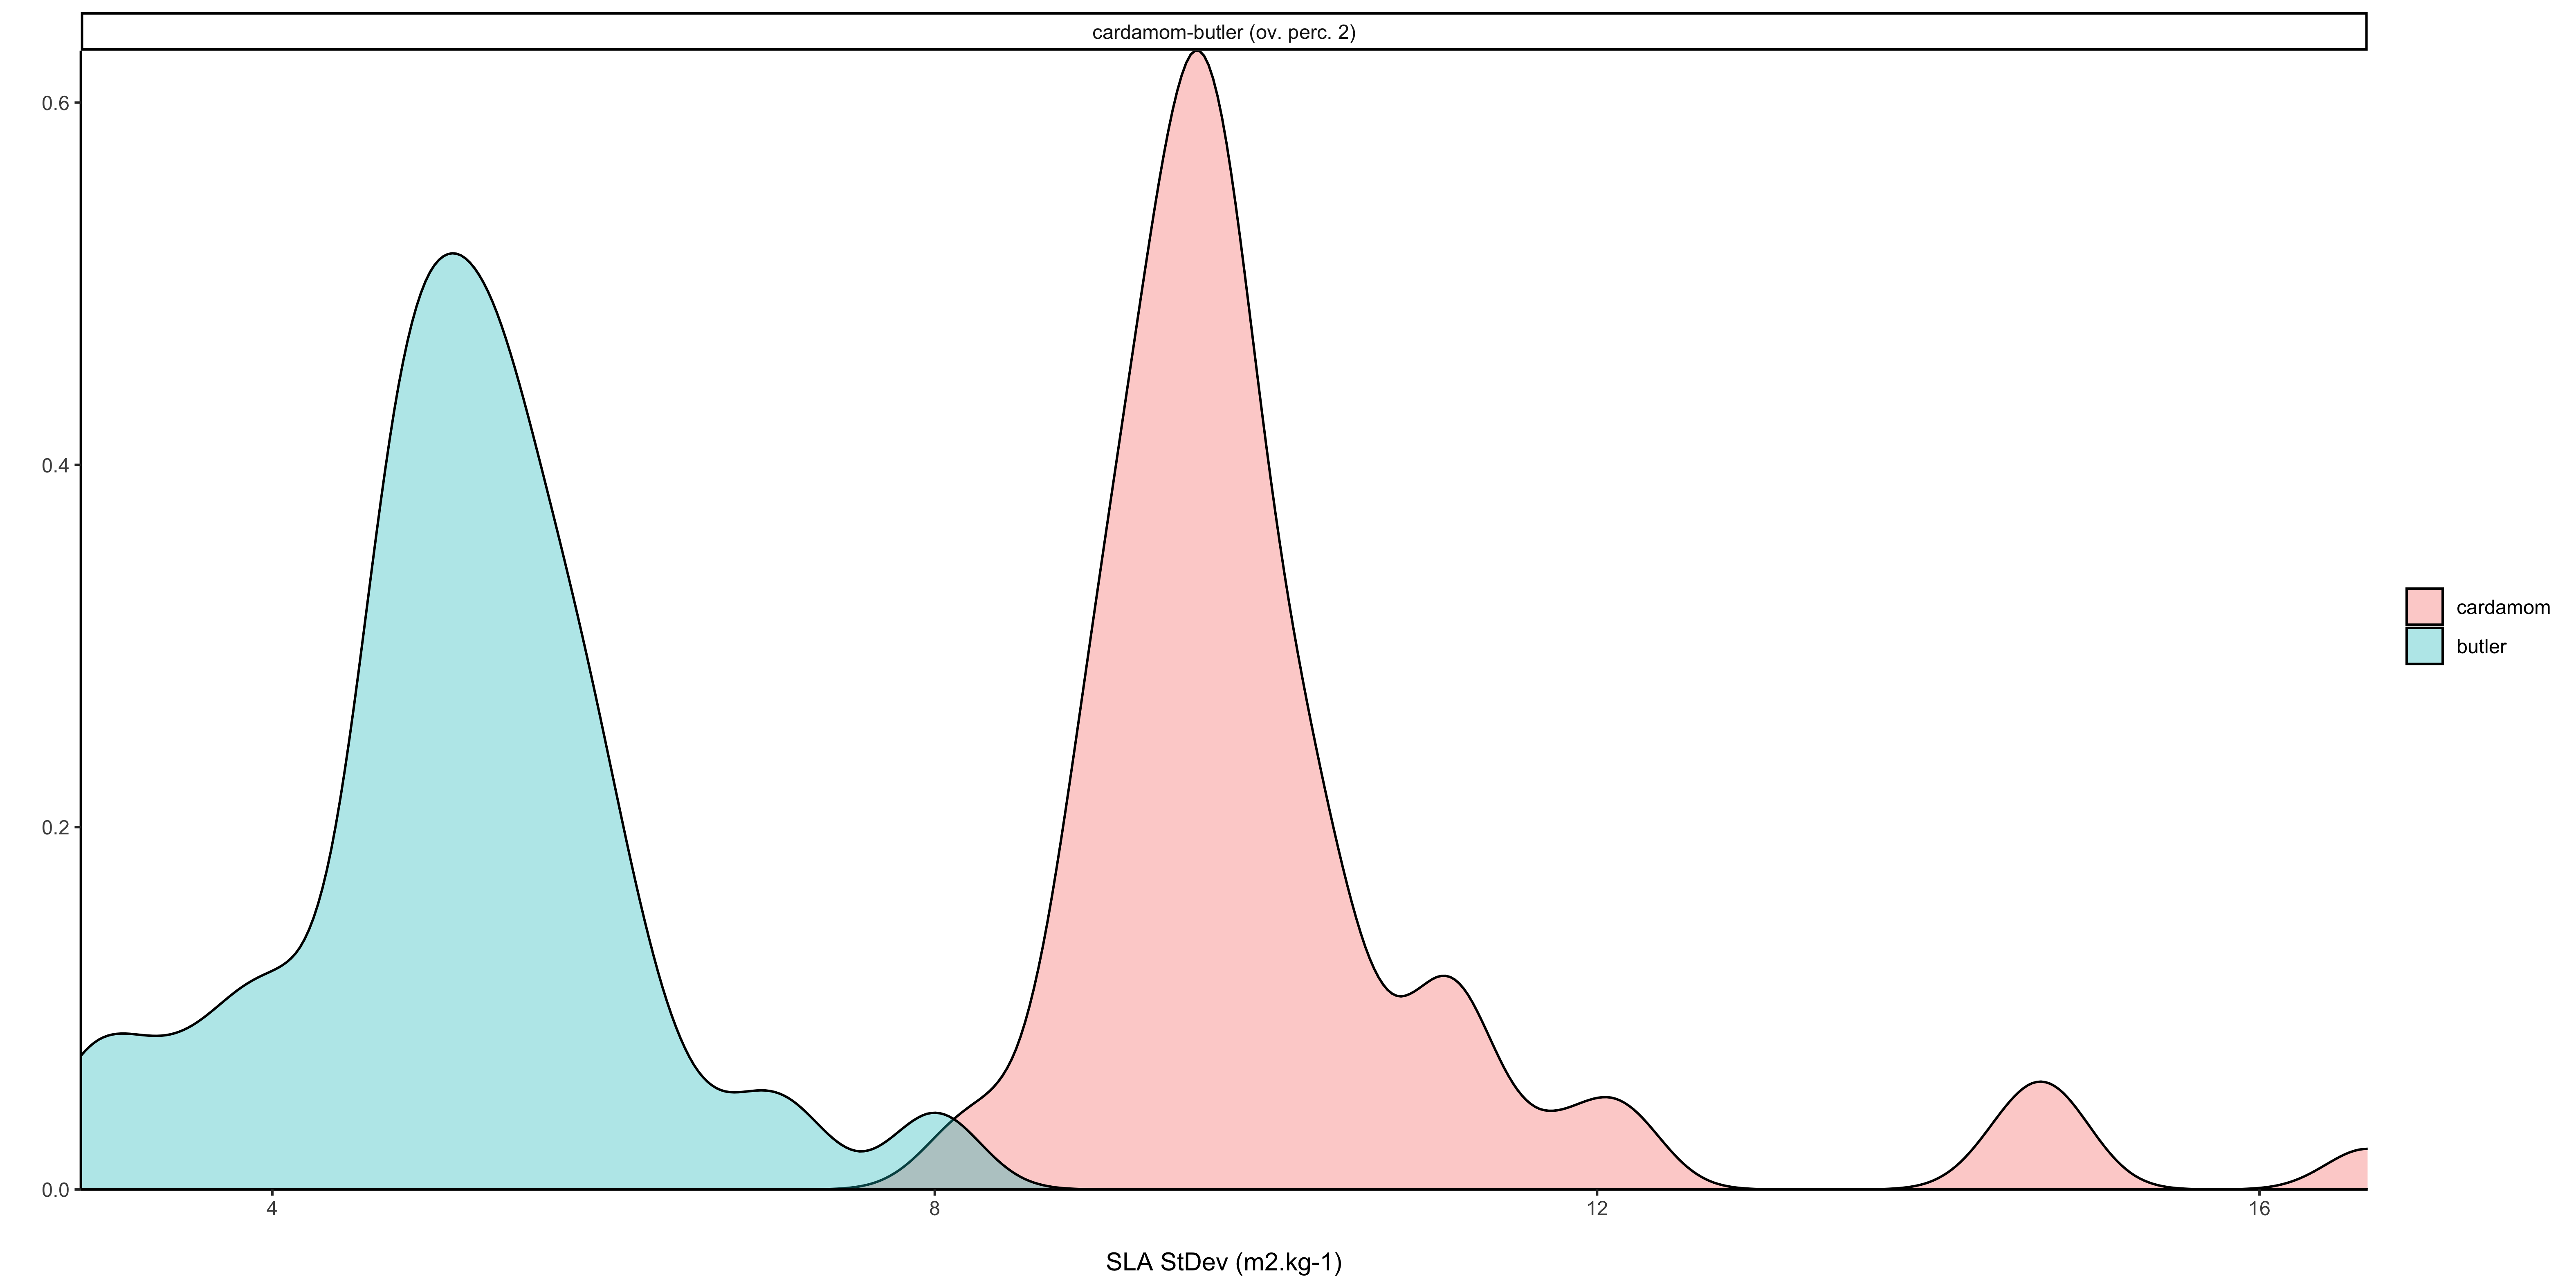 cardamom-butler (ov. perc. 2)
0.6
0.4
0.2
0.0
4 8 12 16
SLA StDev (m2.kg-1)
cardamom
butler